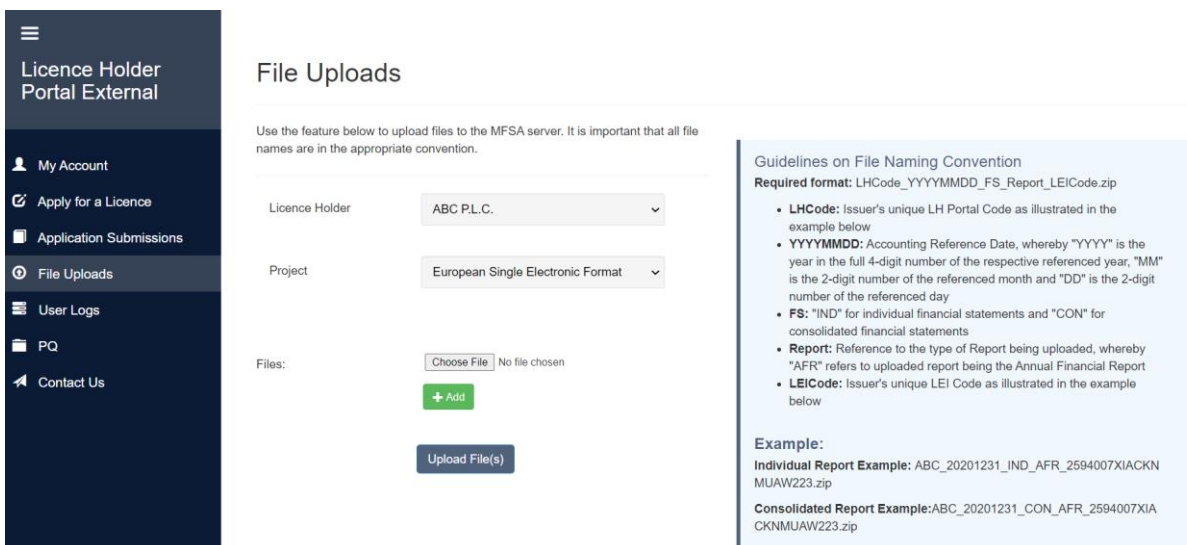 Licence Holder
Portal External
My Account
Apply for a Licence
Application Submissions
File Uploads
User Logs
PQ
Contact Us
File Uploads
Use the feature below to upload files to the MFSA server. It is important that all file
names are in the appropriate convention.
Licence Holder
ABC P.L.C.
Project
European Single Electronic Format
Files:
Choose File No file chosen
+ Add
Upload File(s)
Guidelines on File Naming Convention
Required format: LHCode_YYYYMMDD_FS_Report_LEICode.zip
• LHCode: Issuer's unique LH Portal Code as illustrated in the
example below
• YYYYMMDD: Accounting Reference Date, whereby "YYYY" is the
year in the full 4-digit number of the respective referenced year, "MM"
is the 2-digit number of the referenced month and "DD" is the 2-digit
number of the referenced day
• FS: "IND" for individual financial statements and "CON" for
consolidated financial statements
• Report: Reference to the type of Report being uploaded, whereby
"AFR" refers to uploaded report being the Annual Financial Report
• LEICode: Issuer's unique LEI Code as illustrated in the example
below
Example:
Individual Report Example: ABC_20201231_IND_AFR_2594007XIACKN
MUAW223.zip
Consolidated Report Example:ABC_20201231_CON_AFR_2594007XIA
CKNMUAW223.zip